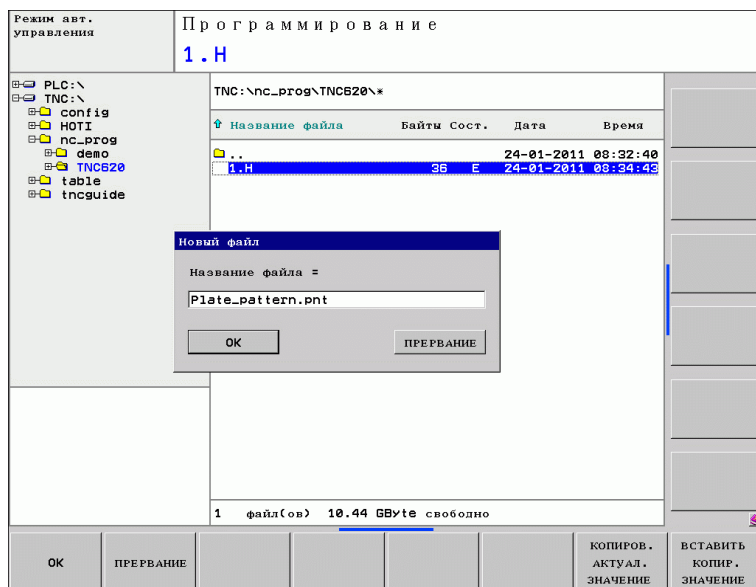 Режим авт.
управления
Программирование
1.H
PLC:\
TNC:\
config
HOTI
nc_prog
demo
TNC620
table
tncguide
TNC:\nc_prog\TNC620\*
Название файла Байты Сост. Дата Время
.. 24-01-2011 08:32:40
1.H 36 E 24-01-2011 08:34:43
Новый файл
Название файла =
Plate_pattern.pnt
OK ПРЕРВАНИЕ
1 файл(ов) 10.44 GByte свободно
OK
ПРЕРВАНИЕ
КОПИРОВ.
АКТУАЛ.
ЗНАЧЕНИЕ
ВСТАВИТЬ
КОПИР.
ЗНАЧЕНИЕ